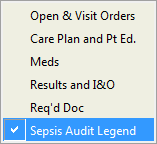 Open & Visit Orders
Care Plan and Pt Ed.
Meds
Results and I&O
Req'd Doc
Sepsis Audit Legend